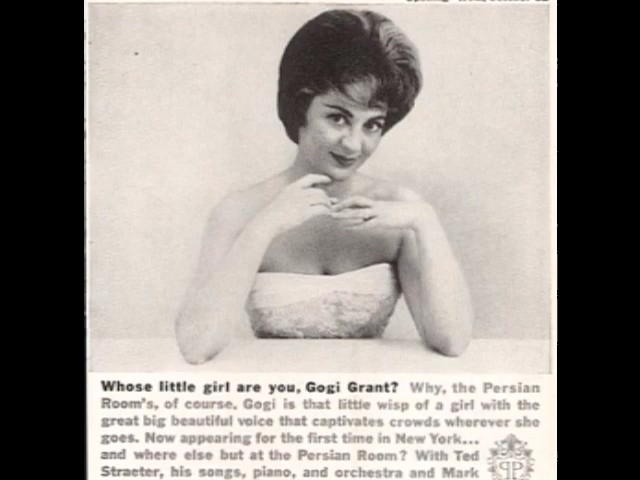 Whose little girl are you, Gogi Grant? Why, the Persian
Room's, of course. Gogi is that little wisp of a girl with the
great big beautiful voice that captivates crowds wherever she
goes. Now appearing for the first time in New York...
and where else but at the Persian Room? With Ted
Straeter, his songs, piano, and orchestra and Mark